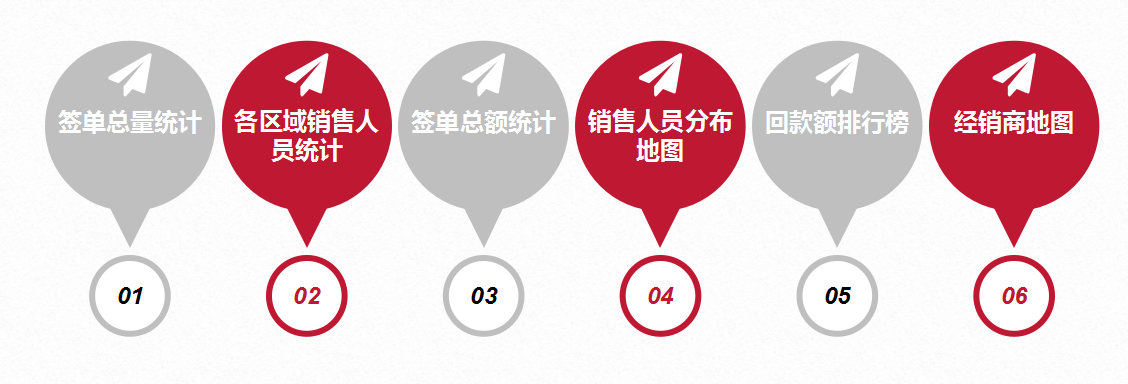 签单总量统计
各区域销售人
员统计
签单总额统计
销售人员分布
地图
回款额排行榜
经销商地图
01
02
03
04
05
06